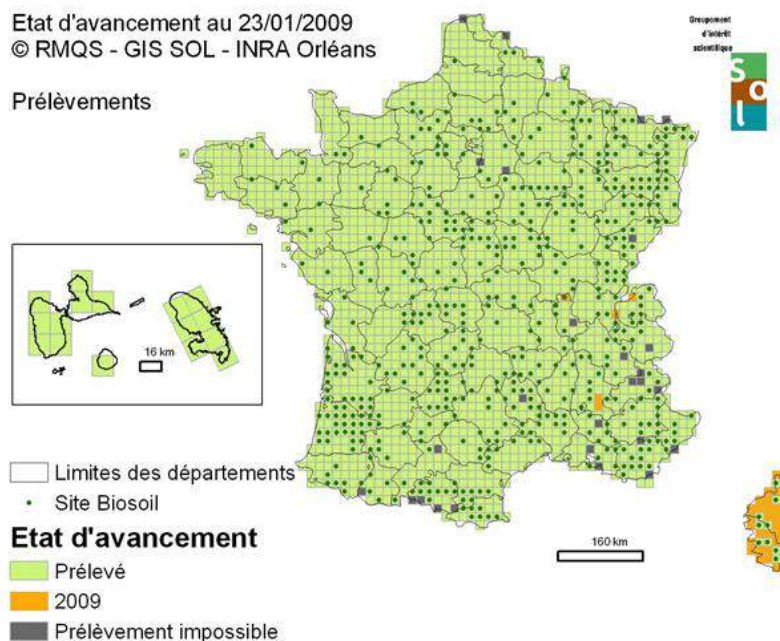 Etat d'avancement au 23/01/2009
© RMQS - GIS SOL - INRA Orléans
Prélèvements
Groupement
d'intérêt
scientifique
S
o
l
16 km
Limites des départements
Site Biosoil
Etat d'avancement
Prélevé
2009
Prélèvement impossible
160 km